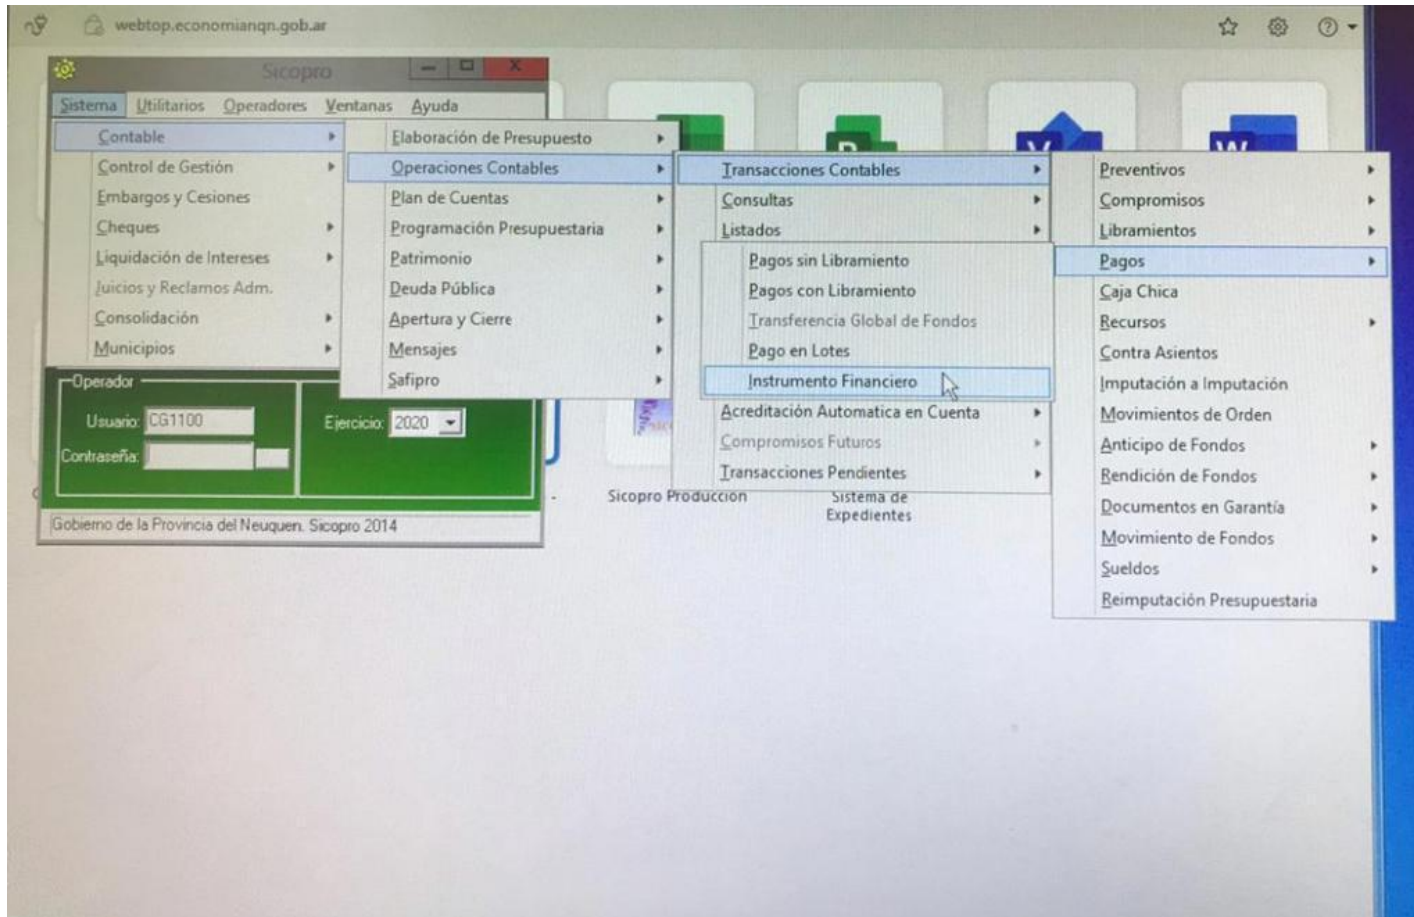 webtop.economianqn.gob.ar
Sicopro
Sistema Utilitarios Operadores Ventanas Ayuda
Contable
Control de Gestión
Embargos y Cesiones
Cheques
Liquidación de Intereses
Juicios y Reclamos Adm.
Consolidación
Municipios
Elaboración de Presupuesto
Operaciones Contables
Plan de Cuentas
Programación Presupuestaria
Patrimonio
Deuda Pública
Apertura y Cierre
Mensajes
Safipro
Transacciones Contables
Consultas
Listados
Pagos sin Libramiento
Pagos con Libramiento
Transferencia Global de Fondos
Pago en Lotes
Instrumento Financiero
Acreditación Automatica en Cuenta
Compromisos Futuros
Transacciones Pendientes
Preventivos
Compromisos
Libramientos
Pagos
Caja Chica
Recursos
Contra Asientos
Imputación a Imputación
Movimientos de Orden
Anticipo de Fondos
Rendición de Fondos
Documentos en Garantía
Movimiento de Fondos
Sueldos
Reimputación Presupuestaria
Operador
Usuario: CG1100
Contraseña:
Ejercicio: 2020
Gobierno de la Provincia del Neuquen. Sicopro 2014
Sicopro Producción
Sistema de
Expedientes